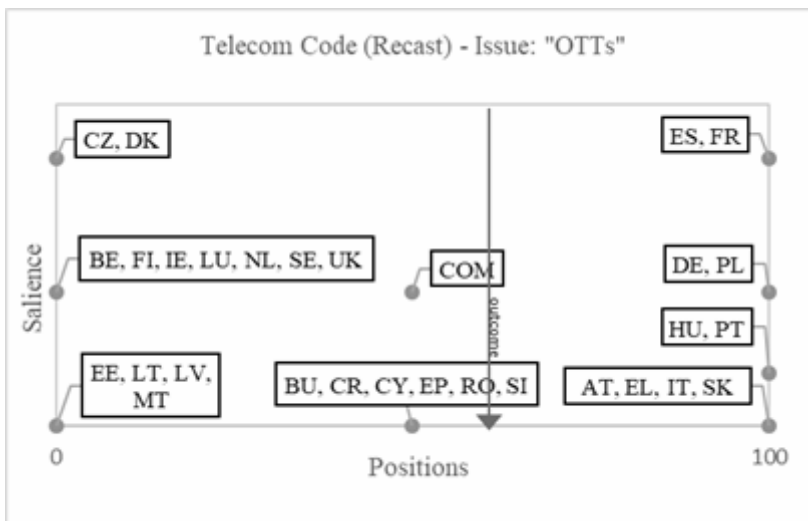 Telecom Code (Recast) - Issue: "OTTs"
CZ, DK
ES, FR
BE, FI, IE, LU, NL, SE, UK
COM
DE, PL
outcome
HU, PT
EE, LT, LV,
MT
BU, CR, CY, EP, RO, SI
AT, EL, IT, SK
Salience
0
100
Positions